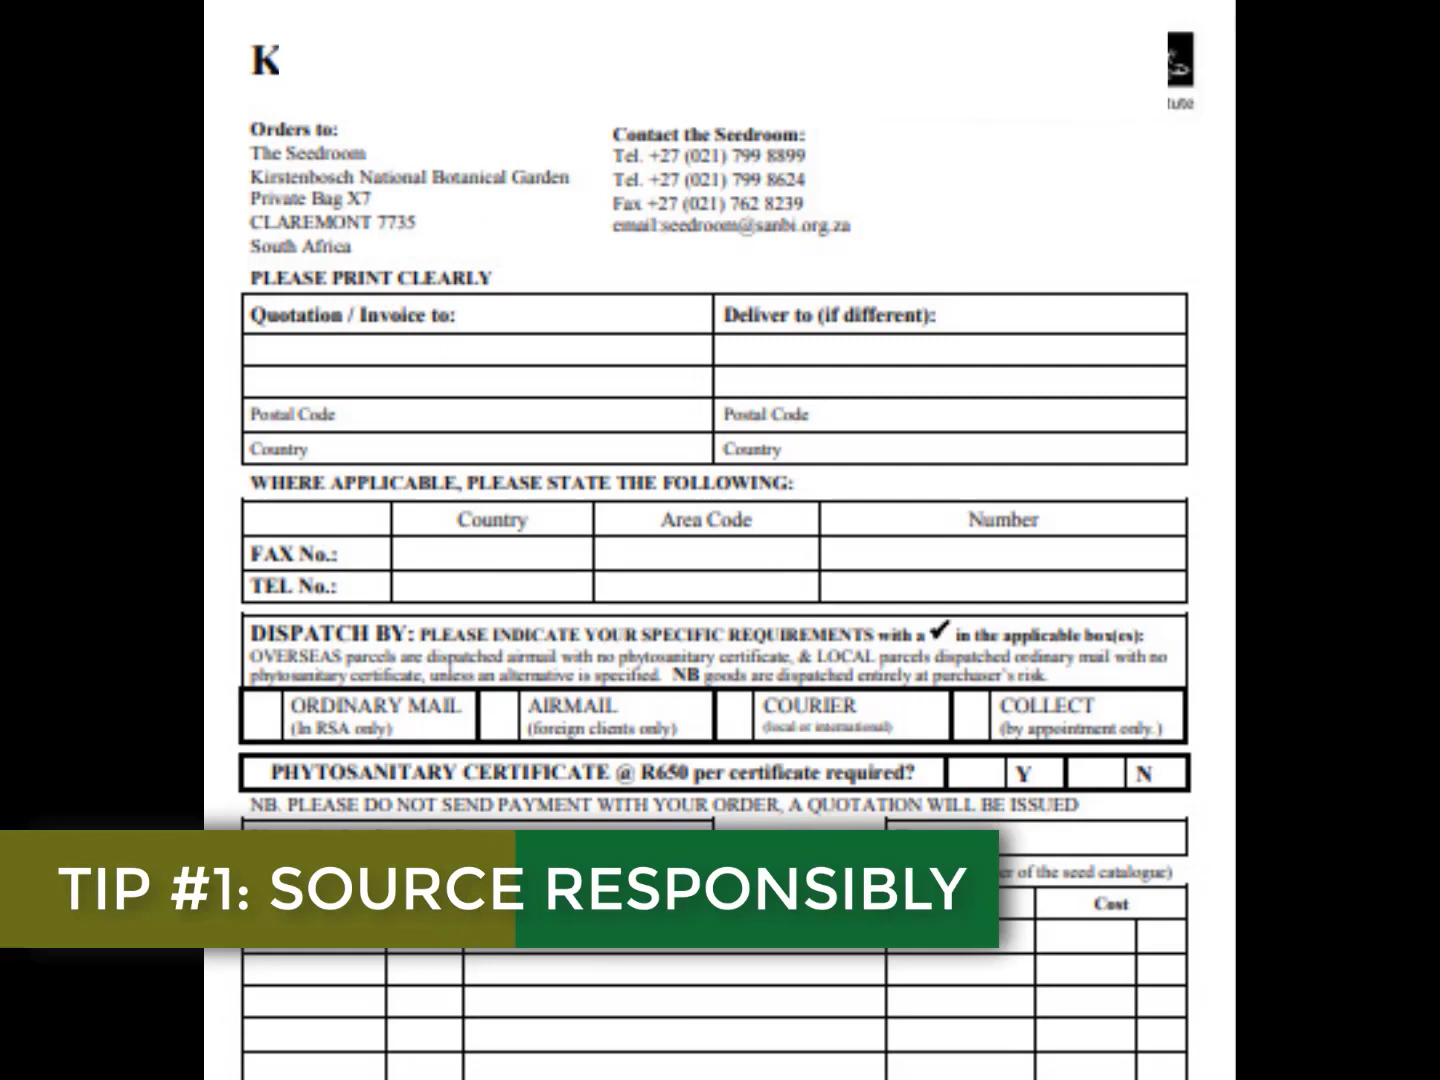 K
tute
Orders to:
The Seedroom
Kirstenbosch National Botanical Garden
Private Bag X7
CLAREMONT 7735
South Africa
Contact the Seedroom:
Tel. +27 (021) 799 8899
Tel. +27 (021) 799 8624
Fax +27 (021) 762 8239
email:seedroom@sanbi.org.za
PLEASE PRINT CLEARLY
Quotation / Invoice to: Deliver to (if different):
Postal Code Postal Code
Country Country
WHERE APPLICABLE, PLEASE STATE THE FOLLOWING:
Country Area Code Number
FAX No.:
TEL No.:
DISPATCH BY: PLEASE INDICATE YOUR SPECIFIC REQUIREMENTS with a ✔ in the applicable box(es):
OVERSEAS parcels are dispatched airmail with no phytosanitary certificate, & LOCAL parcels dispatched ordinary mail with no
phytosanitary certificate, unless an alternative is specified. NB goods are dispatched entirely at purchaser's risk.
ORDINARY MAIL AIRMAIL COURIER COLLECT
(In RSA only) (foreign clients only) (local or international) (by appointment only.)
PHYTOSANITARY CERTIFICATE @ R650 per certificate required? Y N
NB. PLEASE DO NOT SEND PAYMENT WITH YOUR ORDER, A QUOTATION WILL BE ISSUED
of the seed catalogue)
TIP #1: SOURCE RESPONSIBLY
Cost